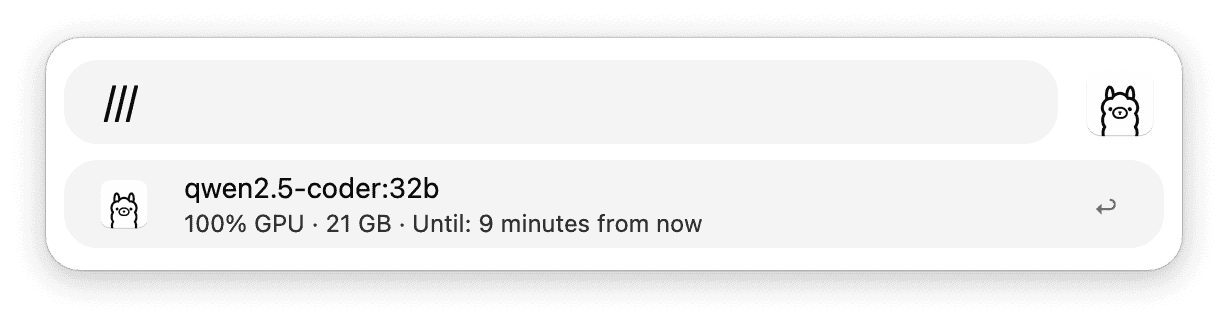 ///
qwen2.5-coder:32b
100% GPU · 21 GB · Until: 9 minutes from now